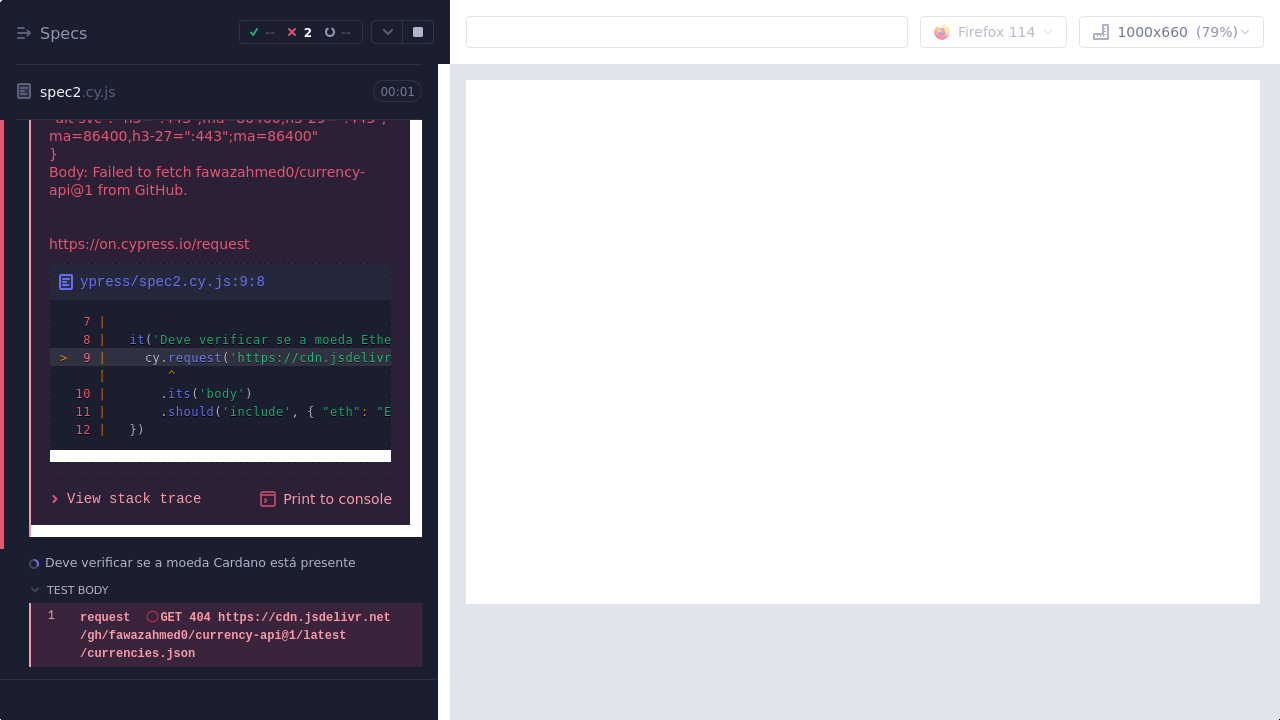 Specs
-- 2 --
Firefox 114
1000x660 (79%)
spec2.cy.js
00:01
ma=86400,h3-27=":443";ma=86400"
}
Body: Failed to fetch fawazahmed0/currency-
api@1 from GitHub.
https://on.cypress.io/request
ypress/spec2.cy.js:9:8
7 |
8 | it('Deve verificar se a moeda Ethe
> 9 | cy.request('https://cdn.jsdelivr
| ^
10 | .its('body')
11 | .should('include', { "eth": "E
12 | })
View stack trace
Print to console
Deve verificar se a moeda Cardano está presente
TEST BODY
1 request GET 404 https://cdn.jsdelivr.net
/gh/fawazahmed0/currency-api@1/latest
/currencies.json